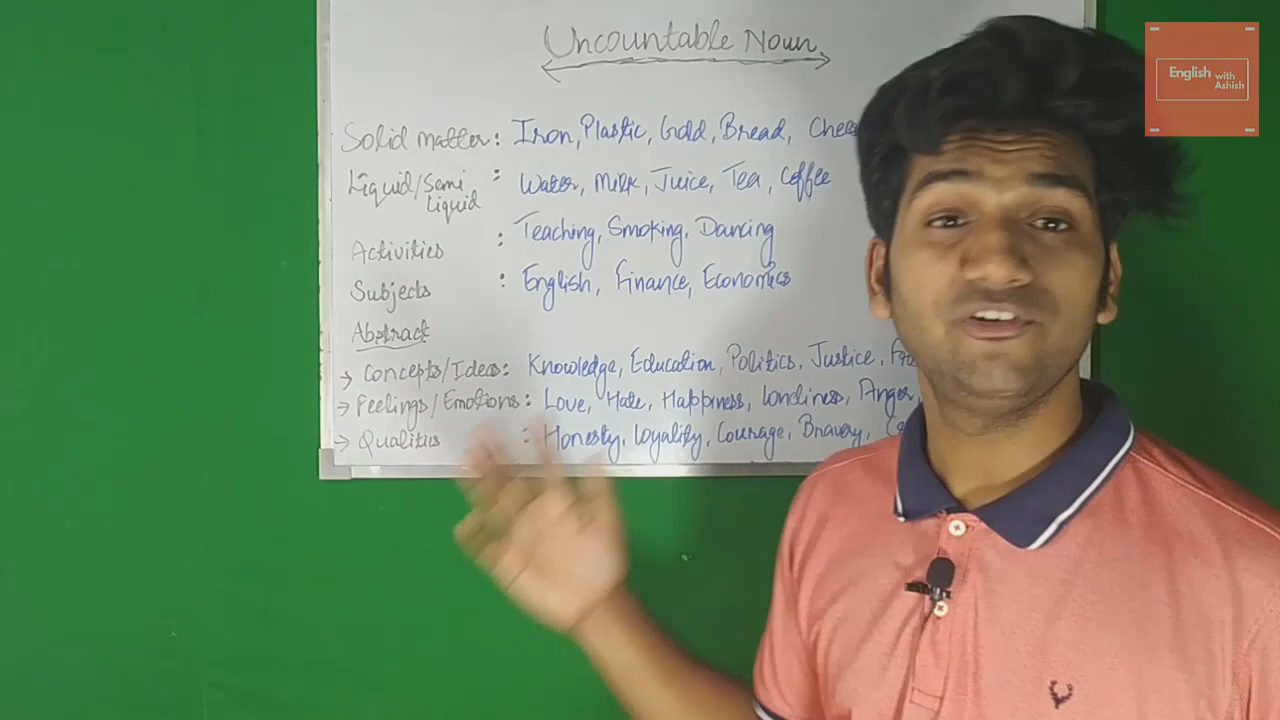 Uncountable Noun
Solid matter: Iron, Plastic, Gold, Bread,
Liquid/Semi Liquid : Water, Milk, Juice, Tea, Coffee
Activities : Teaching, Smoking, Dancing
Subjects : English, Finance, Economics
Abstract
→ Concepts/Ideas: Knowledge, Education, Politics, Justice,
→ Feelings/Emotions: Love, Hate, Happiness, Loneliness, Anger,
→ Qualities : Honesty, Loyality, Courage, Bravery,
English with
Ashish